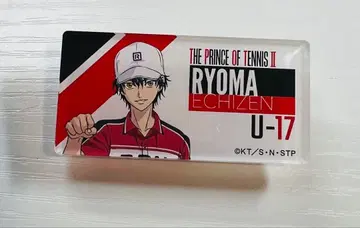 THE PRINCE OF TENNIS II
RYOMA
ECHIZEN
U-17
©KT/S・N・STP